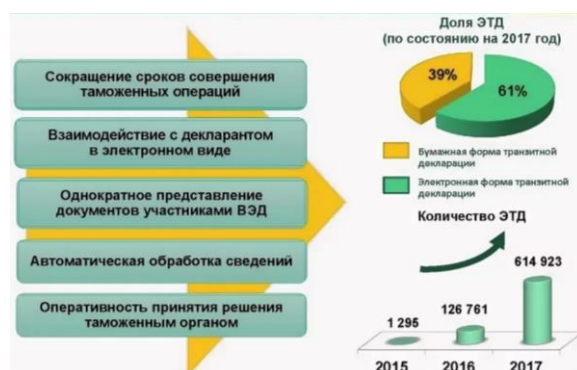 Сокращение сроков совершения
таможенных операций
Взаимодействие с декларантом
в электронном виде
Однократное представление
документов участниками ВЭД
Автоматическая обработка сведений
Оперативность принятия решения
таможенным органом
Доля ЭТД
(по состоянию на 2017 год)
39%
61%
Бумажная форма транзитной
декларации
Электронная форма транзитной
декларации
Количество ЭТД
1 295
126 761
614 923
2015
2016
2017